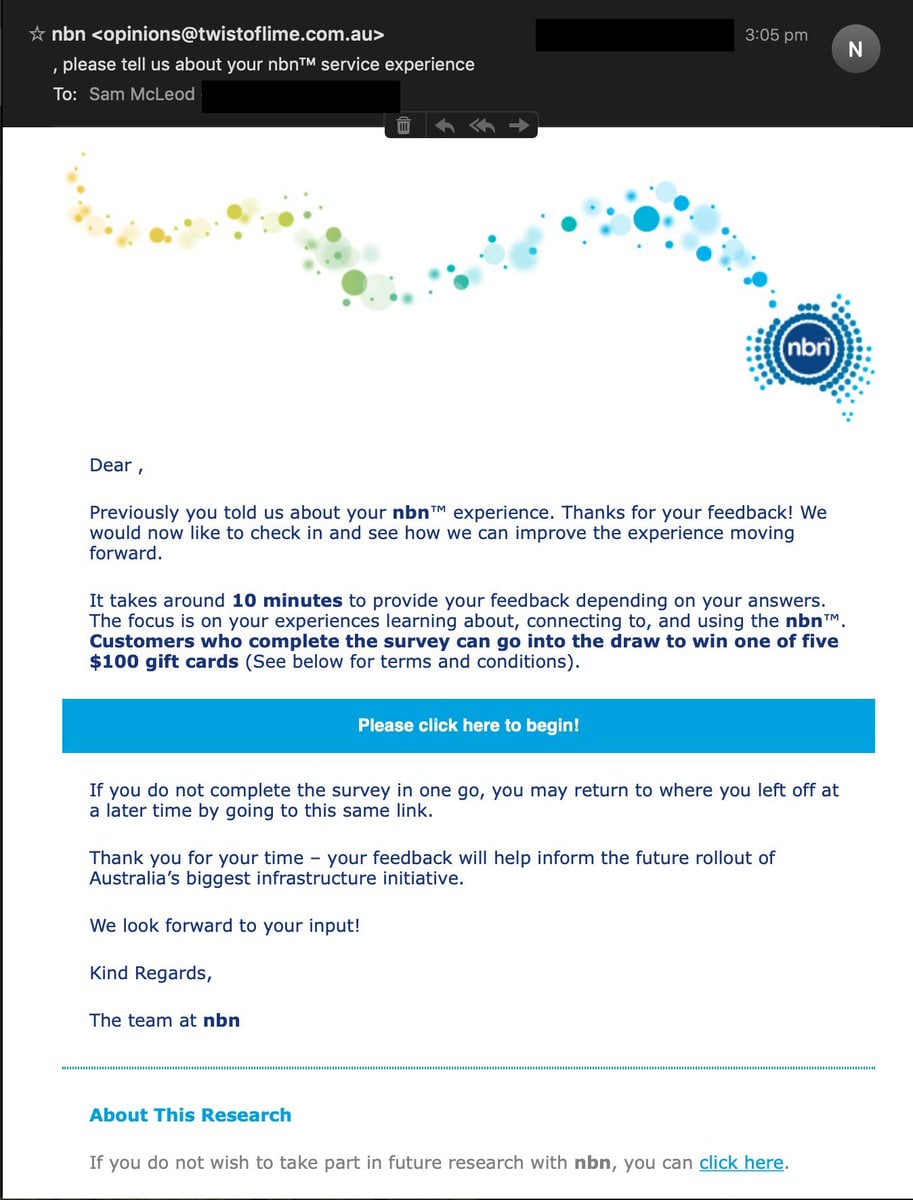 ☆ nbn <opinions@twistoflime.com.au>
3:05 pm
N
, please tell us about your nbn™ service experience
To: Sam McLeod
nbn™
Dear ,
Previously you told us about your nbn™ experience. Thanks for your feedback! We
would now like to check in and see how we can improve the experience moving
forward.
It takes around 10 minutes to provide your feedback depending on your answers.
The focus is on your experiences learning about, connecting to, and using the nbn™.
Customers who complete the survey can go into the draw to win one of five
$100 gift cards (See below for terms and conditions).
Please click here to begin!
If you do not complete the survey in one go, you may return to where you left off at
a later time by going to this same link.
Thank you for your time – your feedback will help inform the future rollout of
Australia’s biggest infrastructure initiative.
We look forward to your input!
Kind Regards,
The team at nbn
About This Research
If you do not wish to take part in future research with nbn, you can click here.